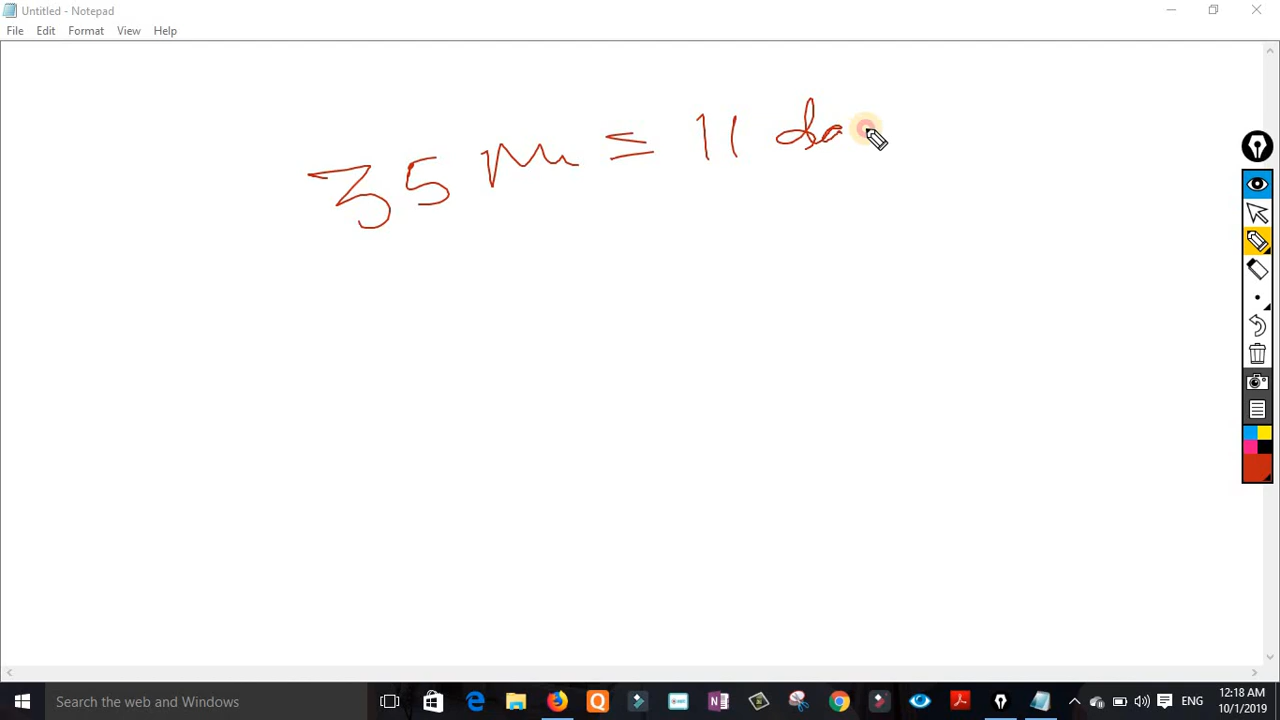 Untitled - Notepad
File Edit Format View Help
35 m = 11 da
Search the web and Windows
ENG
12:18 AM
10/1/2019